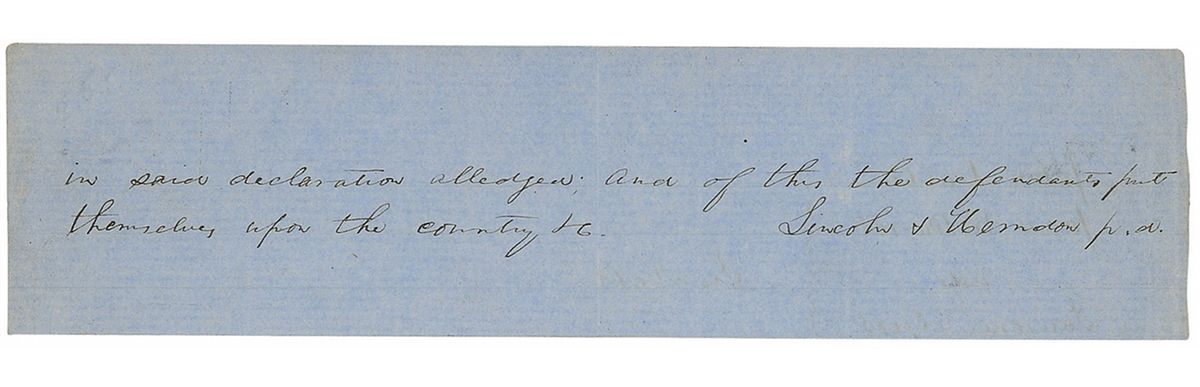 in said declaration alledged; and of this the defendants put
themselves upon the country &c. Lincoln & Herndon p. d.